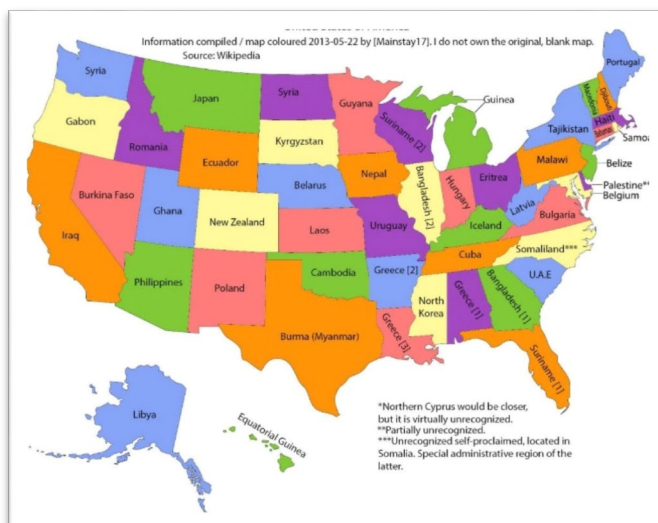 Information compiled / map coloured 2013-05-22 by [Mainstay17]. I do not own the original, blank map.
Source: Wikipedia
Portugal
Syria
Japan
Syria
Guyana
Guinea
Macedonia
Djibouti
Suriname [2]
Haiti
Samoa
Gabon
Tajikistan
Romania
Kyrgyzstan
Ecuador
Malawi
Belize
Nepal
Eritrea
Palestine**
Belgium
Belarus
Bangladesh [2]
Hungary
Burkina Faso
Ghana
New Zealand
Latvia
Bulgaria
Laos
Uruguay
Iceland
Iraq
Somaliland***
Cuba
Cambodia
Greece [2]
Philippines
Poland
U.A.E
Bangladesh [1]
North
Korea
Greece [1]
Burma (Myanmar)
Greece [3]
Suriname [1]
Libya
Equatorial Guinea
*Northern Cyprus would be closer,
but it is virtually unrecognized.
**Partially unrecognized.
***Unrecognized self-proclaimed, located in
Somalia. Special administrative region of the
latter.